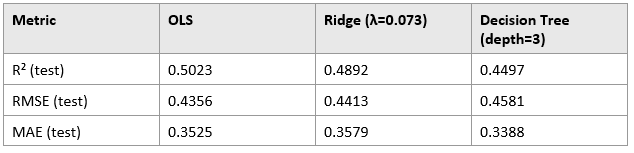 Metric OLS Ridge (λ=0.073) Decision Tree
(depth=3)
R² (test) 0.5023 0.4892 0.4497
RMSE (test) 0.4356 0.4413 0.4581
MAE (test) 0.3525 0.3579 0.3388